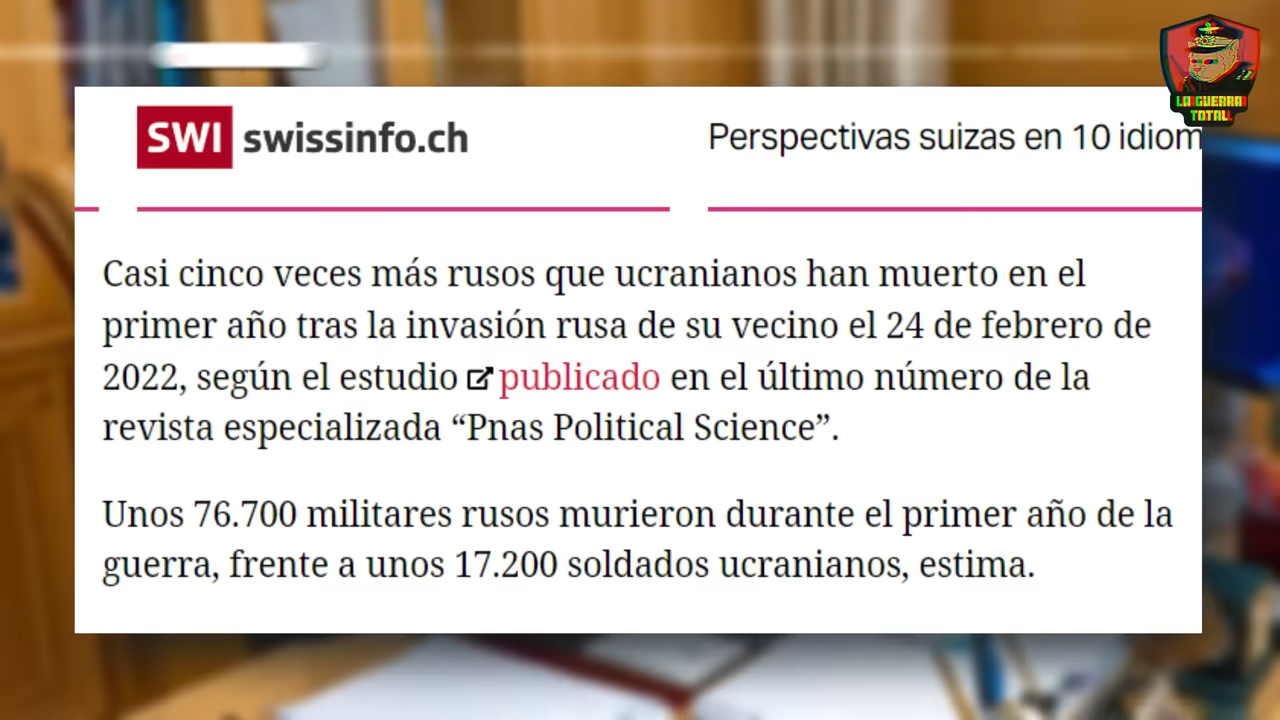 SWI swissinfo.ch
Perspectivas suizas en 10 idiom
LA GUERRA
TOTAL
Casi cinco veces más rusos que ucranianos han muerto en el
primer año tras la invasión rusa de su vecino el 24 de febrero de
2022, según el estudio publicado en el último número de la
revista especializada “Pnas Political Science”.
Unos 76.700 militares rusos murieron durante el primer año de la
guerra, frente a unos 17.200 soldados ucranianos, estima.